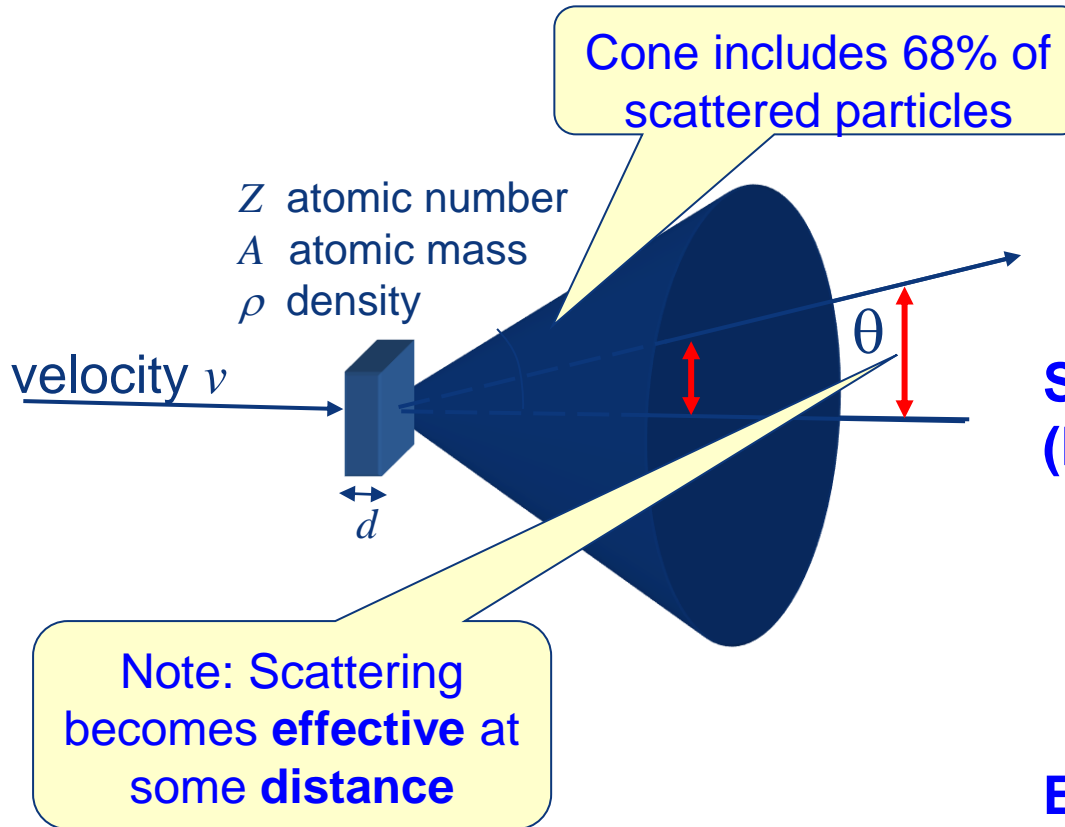 Cone includes 68% of
scattered particles
Z atomic number
A atomic mass
ρ density
θ
velocity v
S
(
d
Note: Scattering
becomes effective at
some distance
E